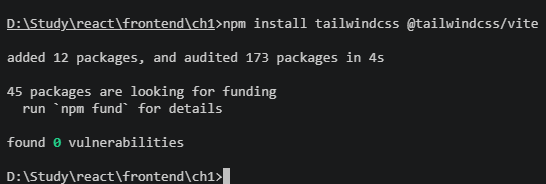 D:\Study\react\frontend\ch1>npm install tailwindcss @tailwindcss/vite
added 12 packages, and audited 173 packages in 4s
45 packages are looking for funding
  run `npm fund` for details
found 0 vulnerabilities
D:\Study\react\frontend\ch1>